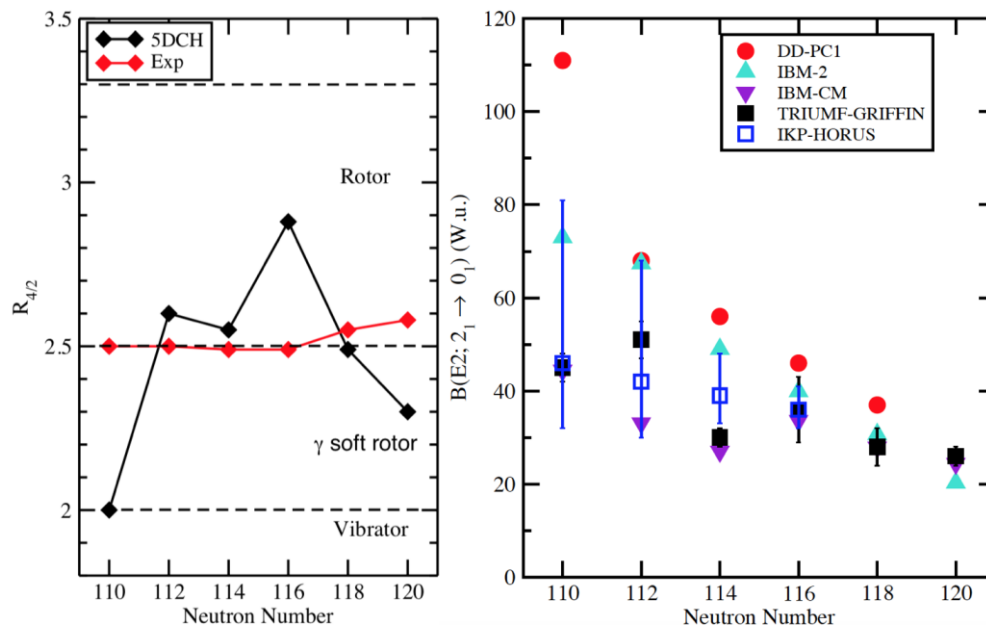 3.5
3
2.5
2
R4/2
5DCH
Exp
Rotor
γ soft rotor
Vibrator
110 112 114 116 118 120
Neutron Number
120
100
80
60
40
20
0
B(E2; 2₁ → 0₁) (W.u.)
DD-PC1
IBM-2
IBM-CM
TRIUMF-GRIFFIN
IKP-HORUS
110 112 114 116 118 120
Neutron Number